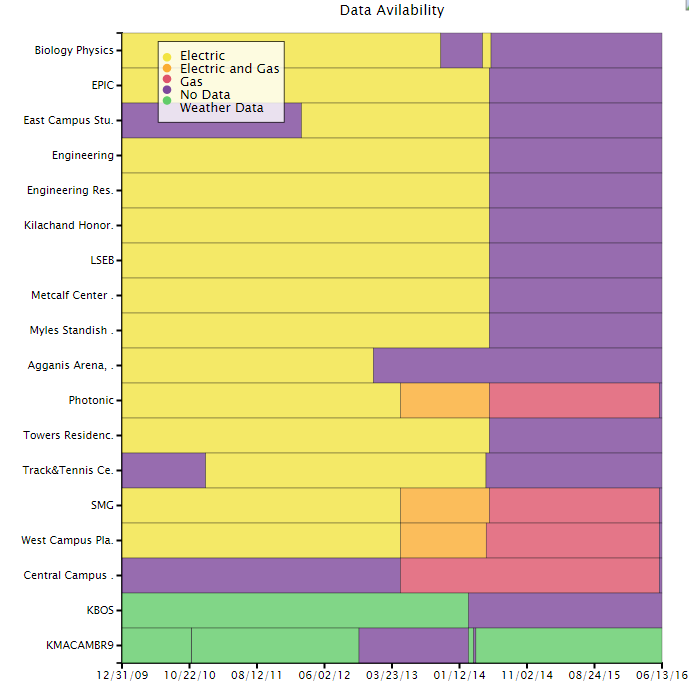 Data Avilability
Electric
Electric and Gas
Gas
No Data
Weather Data
Biology Physics
EPIC
East Campus Stu.
Engineering
Engineering Res.
Kilachand Honor.
LSEB
Metcalf Center .
Myles Standish .
Agganis Arena, .
Photonic
Towers Residenc.
Track&Tennis Ce.
SMG
West Campus Pla.
Central Campus .
KBOS
KMACAMBR9
12/31/09 10/22/10 08/12/11 06/02/12 03/23/13 01/12/14 11/02/14 08/24/15 06/13/16